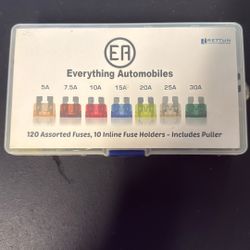 EA
Everything Automobiles
5A 7.5A 10A 15A 20A 25A 30A
120 Assorted Fuses, 10 Inline Fuse Holders - Includes Puller